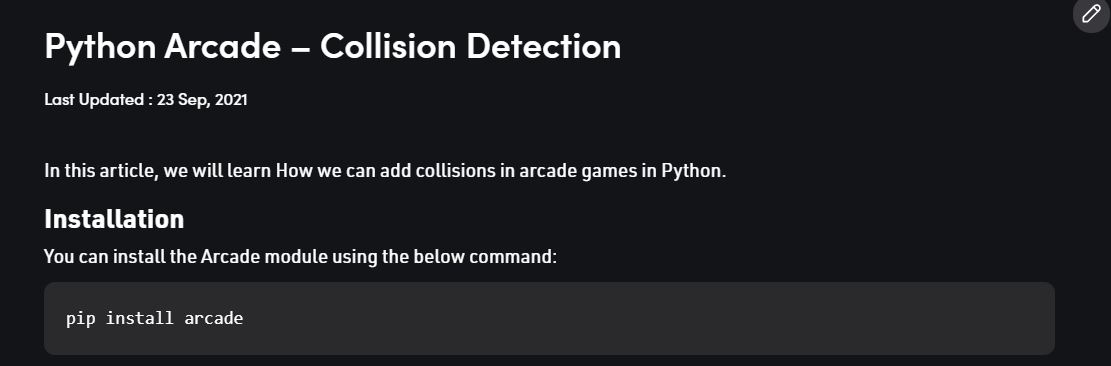 Python Arcade – Collision Detection
Last Updated : 23 Sep, 2021
In this article, we will learn How we can add collisions in arcade games in Python.
Installation
You can install the Arcade module using the below command:
pip install arcade